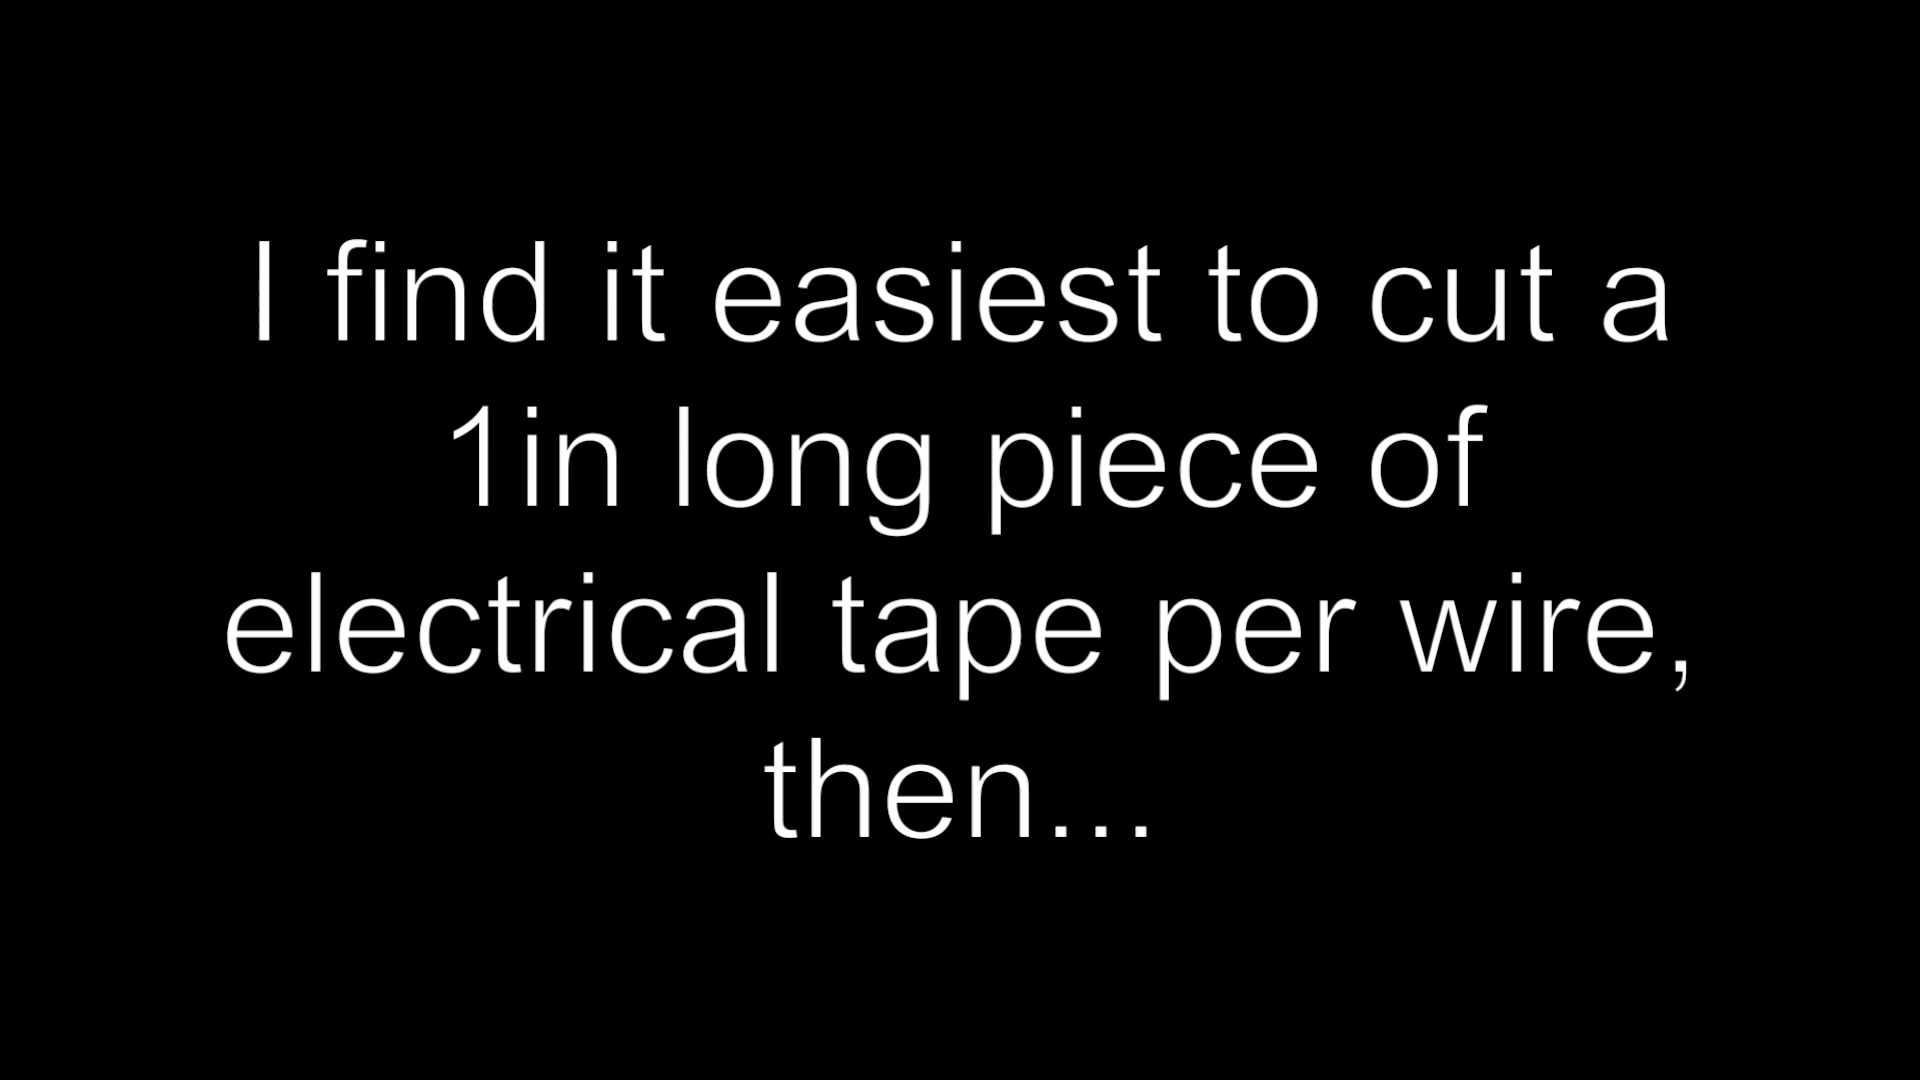 I find it easiest to cut a
1in long piece of
electrical tape per wire,
then...